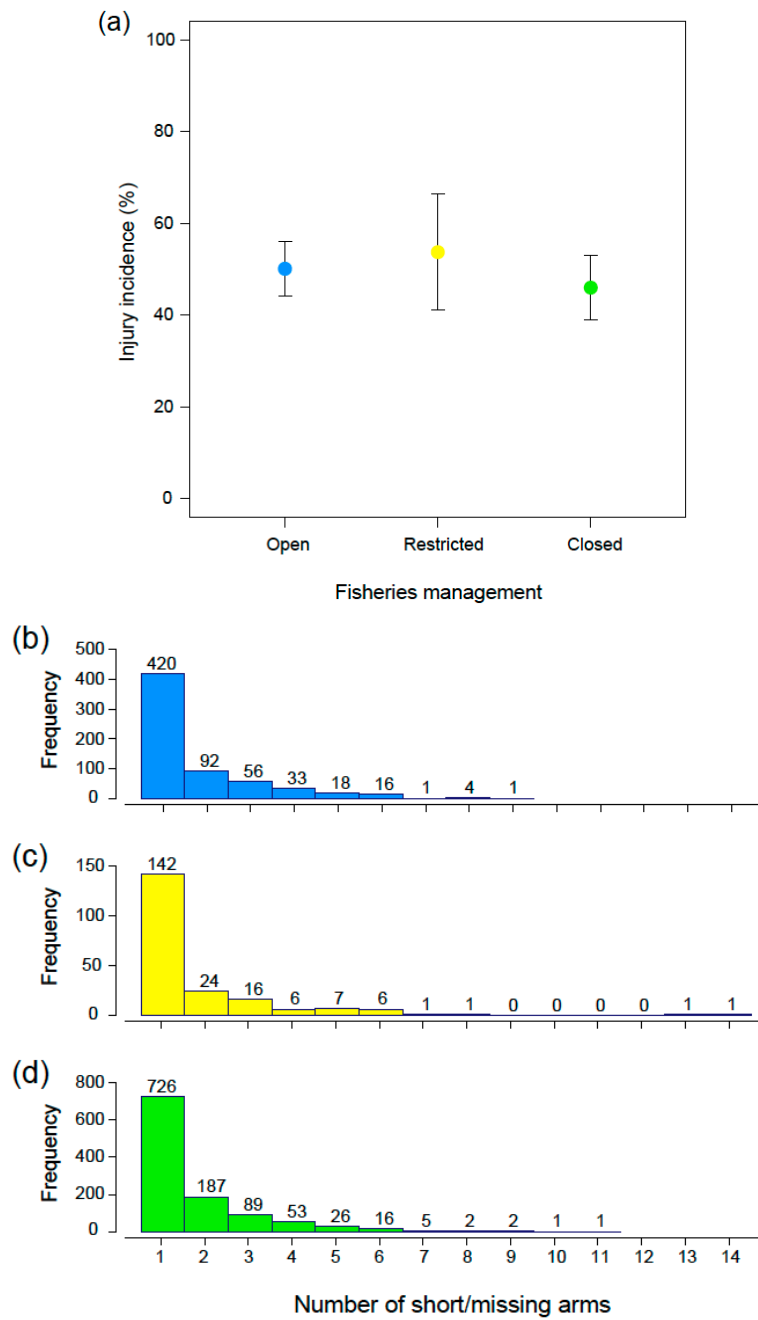 (a)
100
80
60
40
20
0
Injury incidence (%)
Open Restricted Closed
Fisheries management
(b)
500
400
300
200
100
0
Frequency
420 92 56 33 18 16 1 4 1
(c)
150
100
50
0
Frequency
142 24 16 6 7 6 1 1 0 0 0 0 1 1
(d)
800
600
400
200
0
Frequency
726 187 89 53 26 16 5 2 2 1 1
1 2 3 4 5 6 7 8 9 10 11 12 13 14
Number of short/missing arms